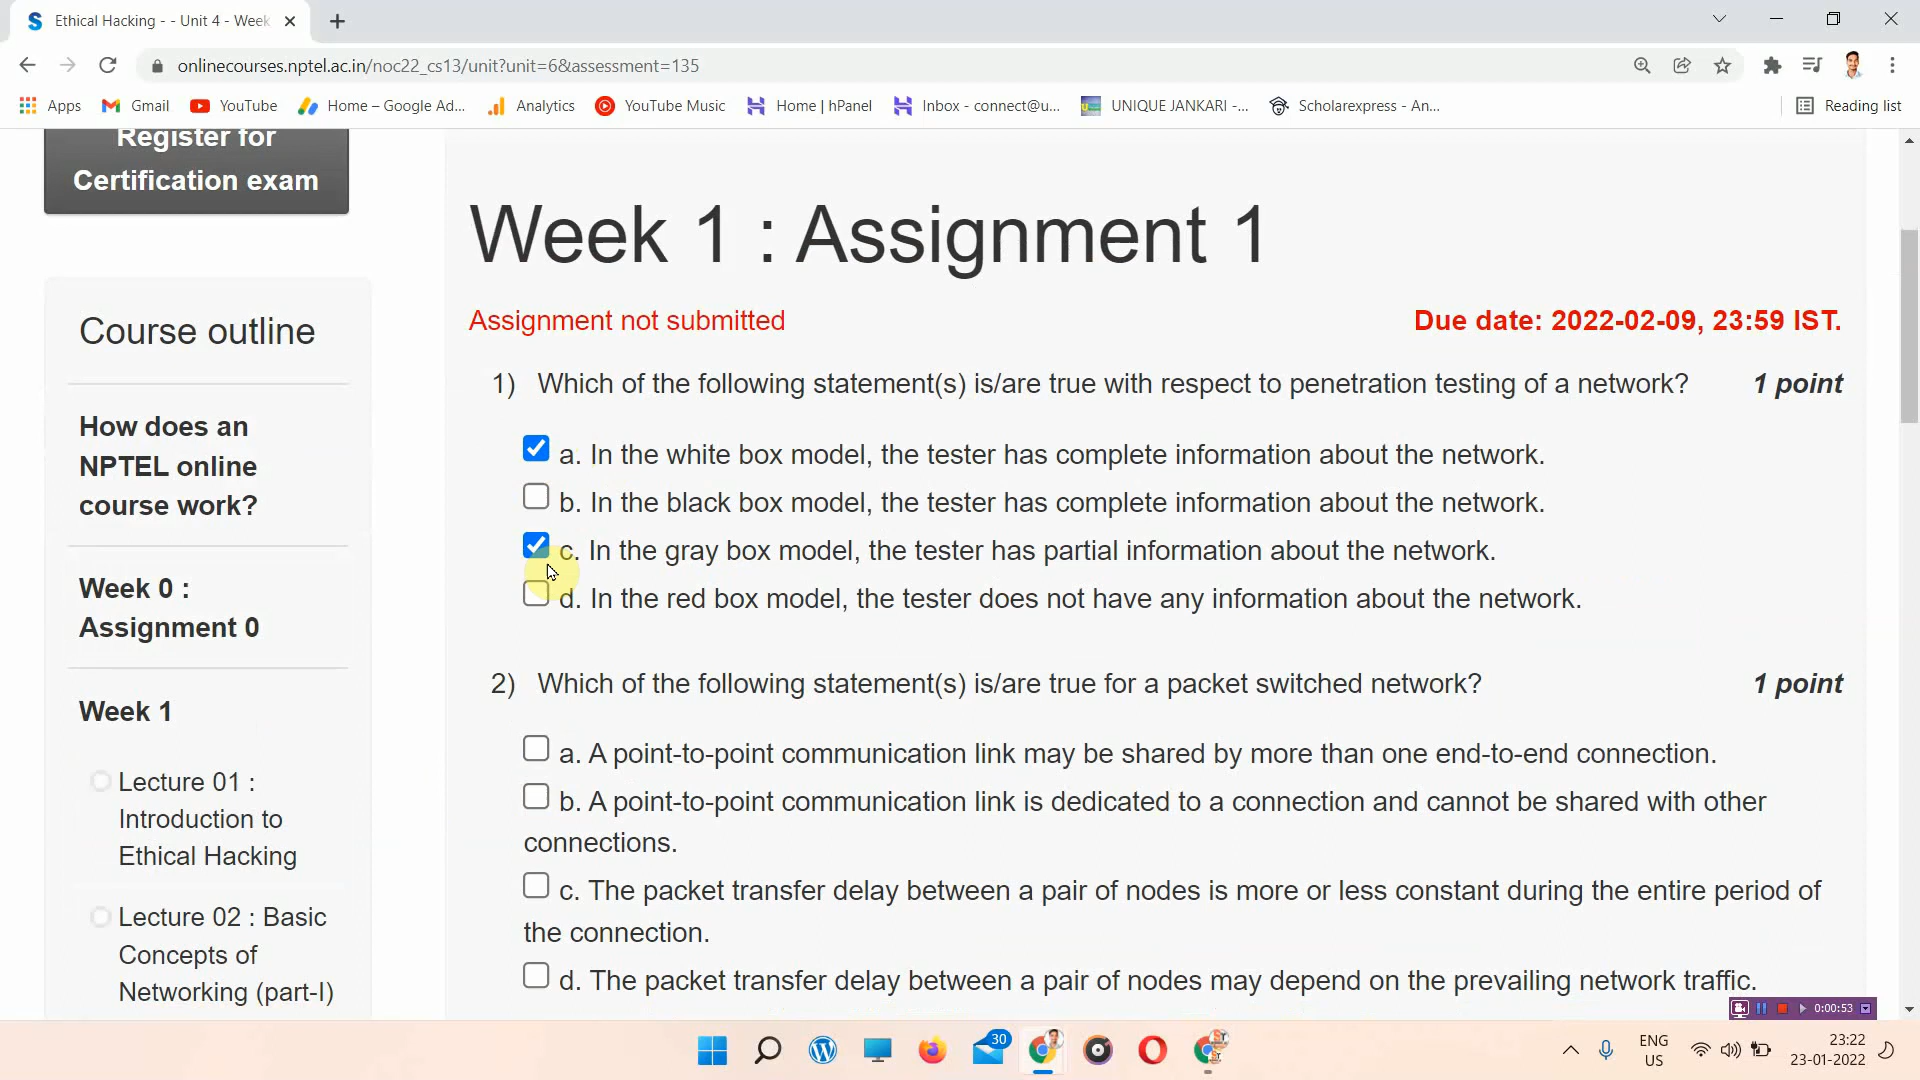 Ethical Hacking - - Unit 4 - Week
onlinecourses.nptel.ac.in/noc22_cs13/unit?unit=6&assessment=135
Apps Gmail YouTube Home – Google Ad... Analytics YouTube Music Home | hPanel Inbox - connect@u... UNIQUE JANKARI -... Scholarexpress - An... Reading list
Register for
Certification exam
Course outline
How does an
NPTEL online
course work?
Week 0 :
Assignment 0
Week 1
Lecture 01 :
Introduction to
Ethical Hacking
Lecture 02 : Basic
Concepts of
Networking (part-I)
Week 1 : Assignment 1
Assignment not submitted Due date: 2022-02-09, 23:59 IST.
1) Which of the following statement(s) is/are true with respect to penetration testing of a network? 1 point
a. In the white box model, the tester has complete information about the network.
b. In the black box model, the tester has complete information about the network.
c. In the gray box model, the tester has partial information about the network.
d. In the red box model, the tester does not have any information about the network.
2) Which of the following statement(s) is/are true for a packet switched network? 1 point
a. A point-to-point communication link may be shared by more than one end-to-end connection.
b. A point-to-point communication link is dedicated to a connection and cannot be shared with other
connections.
c. The packet transfer delay between a pair of nodes is more or less constant during the entire period of
the connection.
d. The packet transfer delay between a pair of nodes may depend on the prevailing network traffic.
0:00:53
30
ENG
US
23:22
23-01-2022